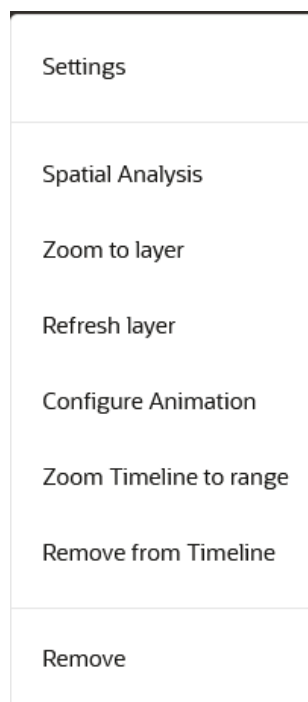 Settings
Spatial Analysis
Zoom to layer
Refresh layer
Configure Animation
Zoom Timeline to range
Remove from Timeline
Remove